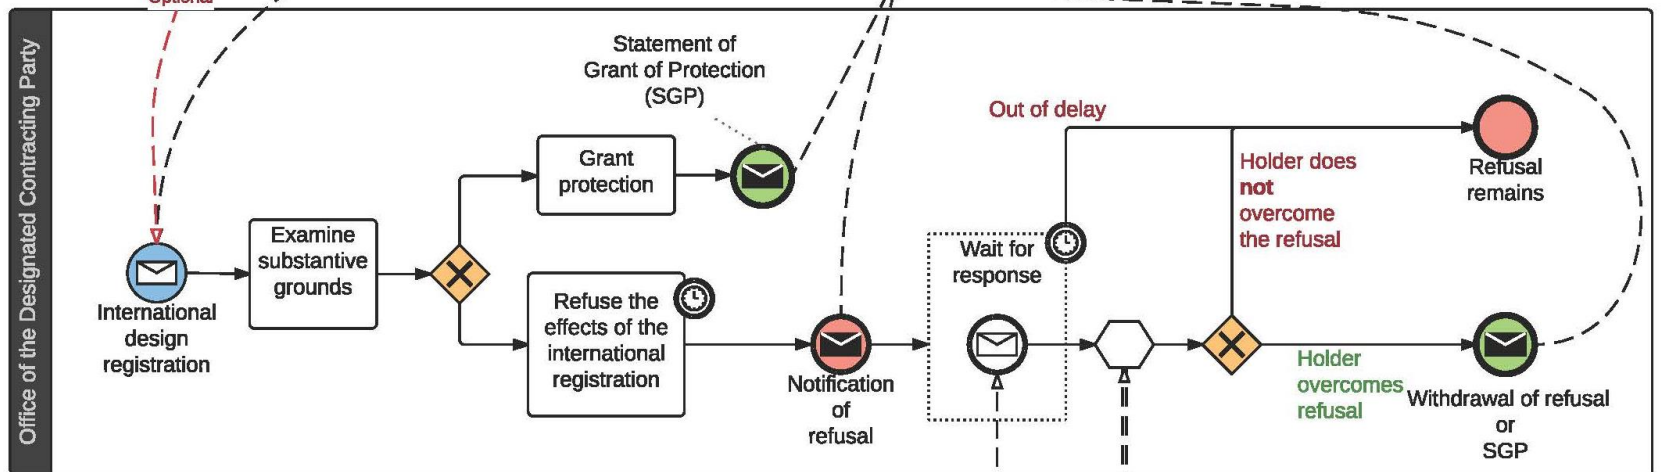 Optional
Office of the Designated Contracting Party
Statement of
Grant of Protection
(SGP)
Out of delay
Grant
protection
Holder does
not
overcome
the refusal
Refusal
remains
Examine
substantive
grounds
Wait for
response
International
design
registration
Refuse the
effects of the
international
registration
Notification
of
refusal
Holder
overcomes
refusal
Withdrawal of refusal
or
SGP